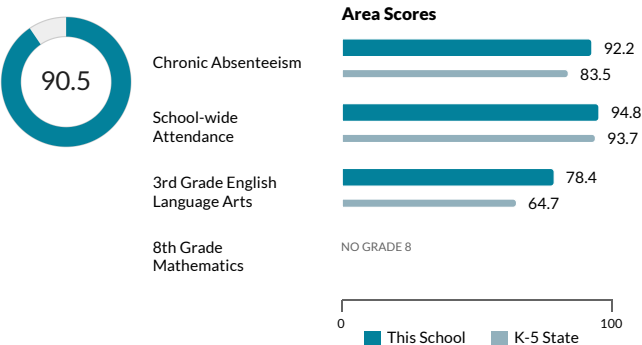 Area Scores
90.5
Chronic Absenteeism
92.2
83.5
School-wide
Attendance
94.8
93.7
3rd Grade English
Language Arts
78.4
64.7
8th Grade
Mathematics
NO GRADE 8
0
100
This School
K-5 State